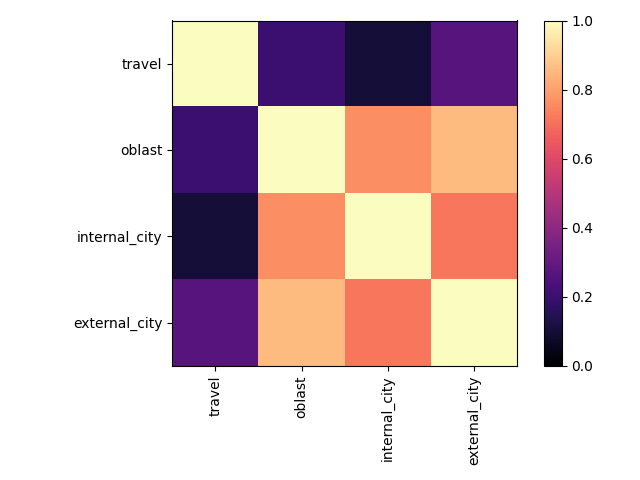 travel
oblast
internal_city
external_city
travel
oblast
internal_city
external_city
1.0
0.8
0.6
0.4
0.2
0.0